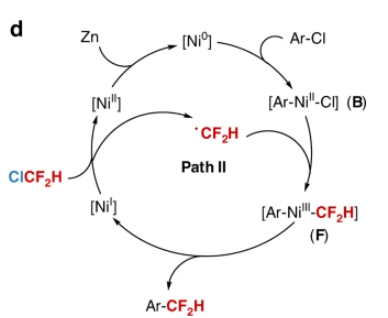 d
Zn
[Ni⁰]
Ar-Cl
[Niᴵᴵ]
[Ar-Niᴵᴵ-Cl] (B)
•CF₂H
ClCF₂H
Path II
[Niᴵ]
[Ar-Niᴵᴵᴵ-CF₂H]
(F)
Ar-CF₂H